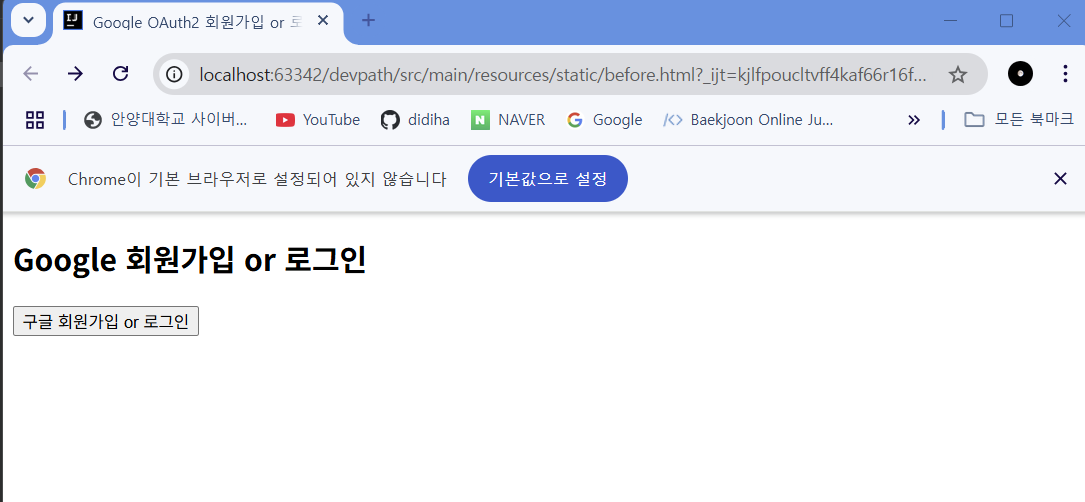 Google OAuth2 회원가입 or
localhost:63342/devpath/src/main/resources/static/before.html?_ijt=kjlfpoucltvff4kaf66r16f...
안양대학교 사이버... YouTube didiha NAVER Google Baekjoon Online Ju... 모든 북마크
Chrome이 기본 브라우저로 설정되어 있지 않습니다 기본값으로 설정
Google 회원가입 or 로그인
구글 회원가입 or 로그인